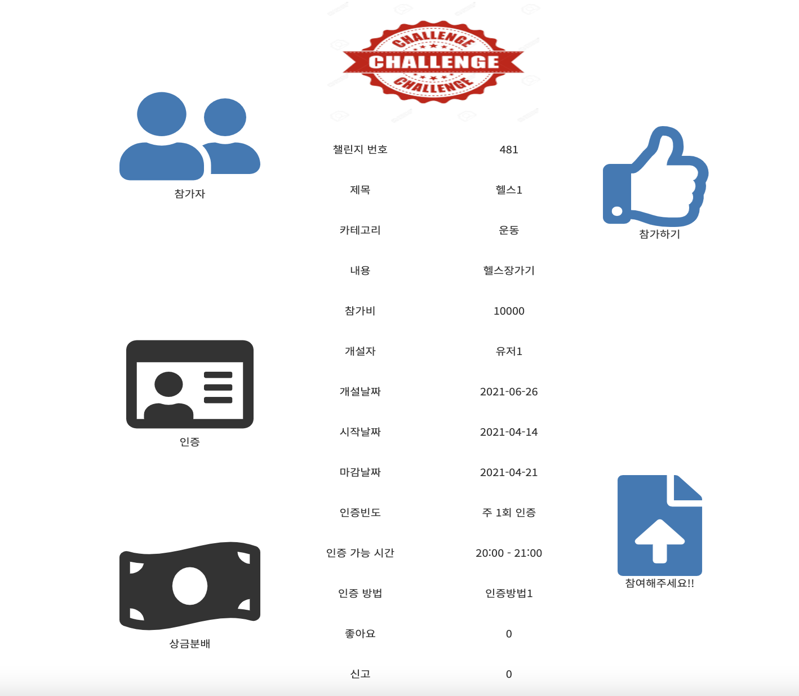 CHALLENGE
CHALLENGE
CHALLENGE
참가자
인증
상금분배
챌린지 번호 481
제목 헬스1
카테고리 운동
내용 헬스장가기
참가비 10000
개설자 유저1
개설날짜 2021-06-26
시작날짜 2021-04-14
마감날짜 2021-04-21
인증빈도 주 1회 인증
인증 가능 시간 20:00 - 21:00
인증 방법 인증방법1
좋아요 0
신고 0
참가하기
참여해주세요!!